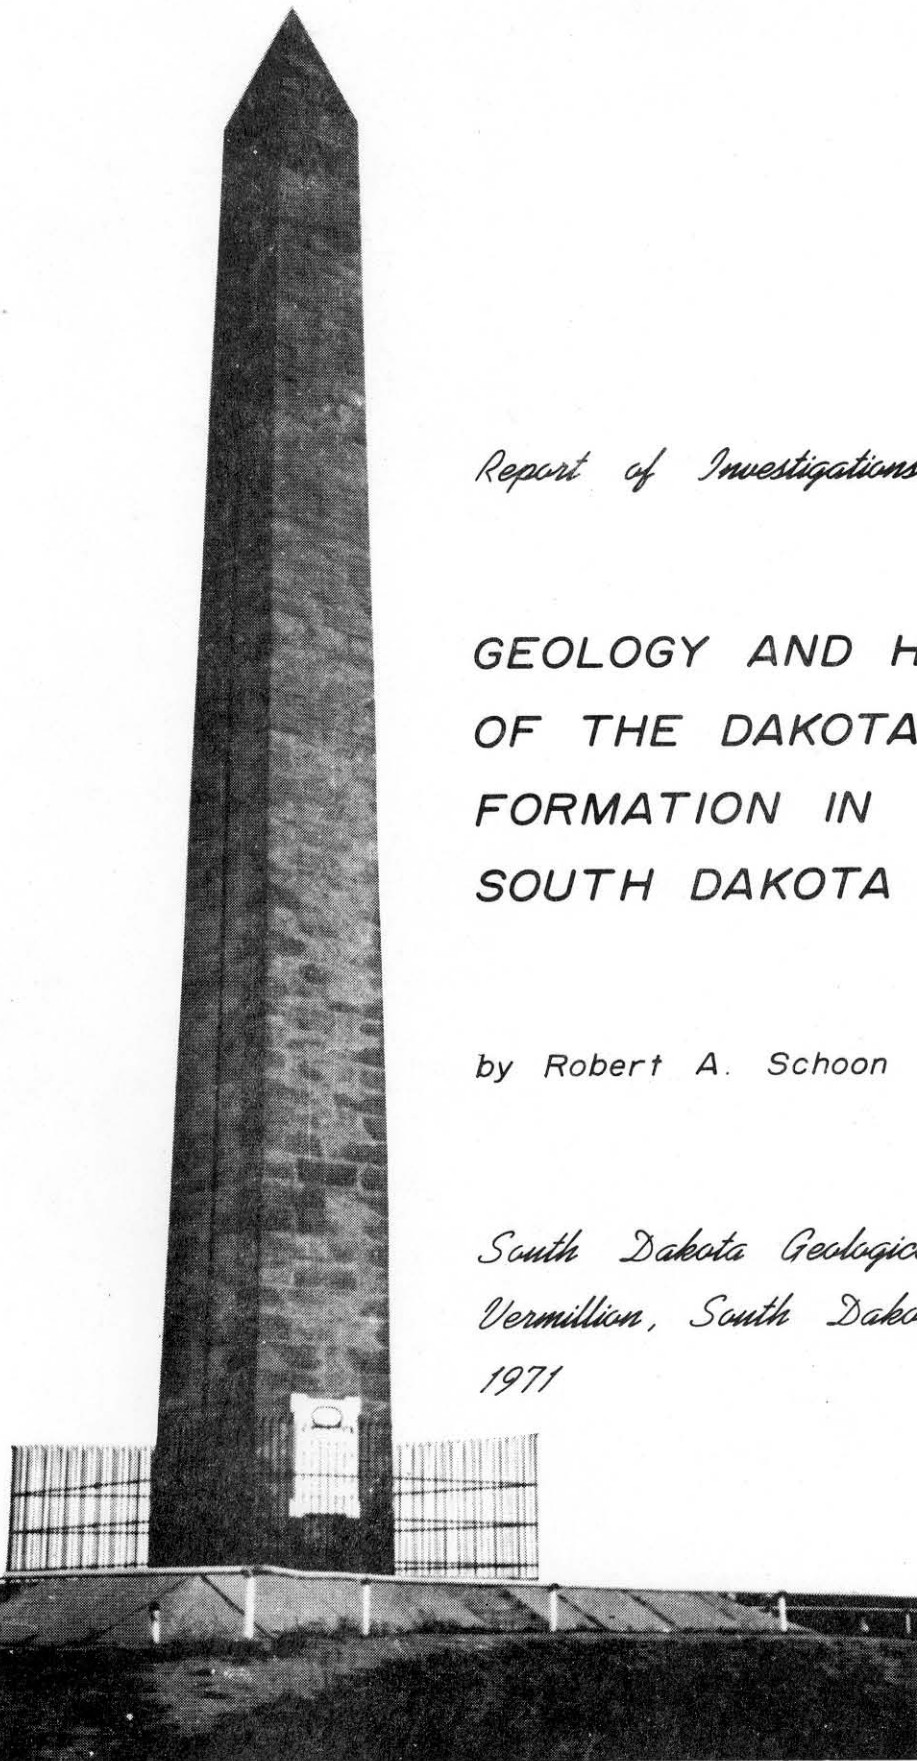 Report of Investigations
GEOLOGY AND H
OF THE DAKOTA
FORMATION IN
SOUTH DAKOTA
by Robert A. Schoon
South Dakota Geologic
Vermillion, South Dako
1971